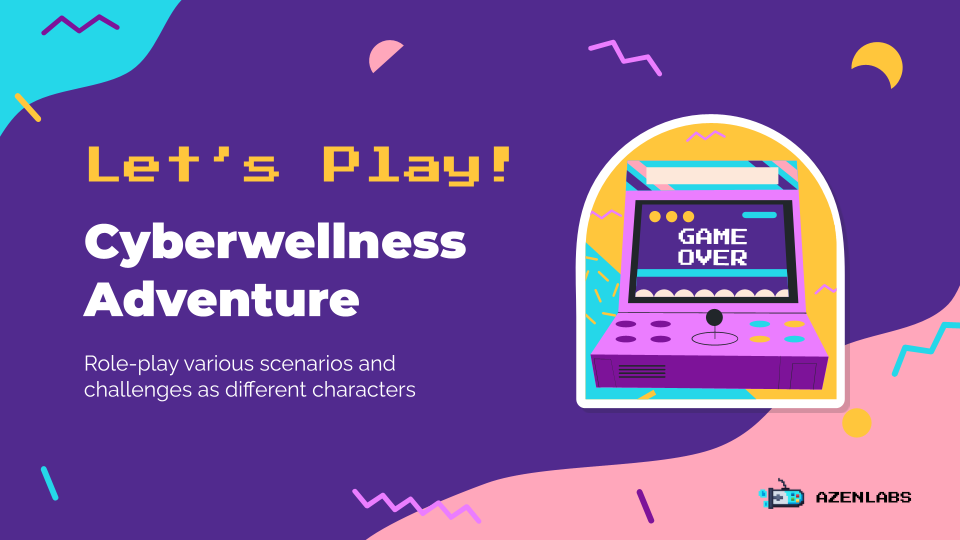 Let's Play!
Cyberwellness
Adventure
Role-play various scenarios and
challenges as different characters
GAME
OVER
AZENLABS